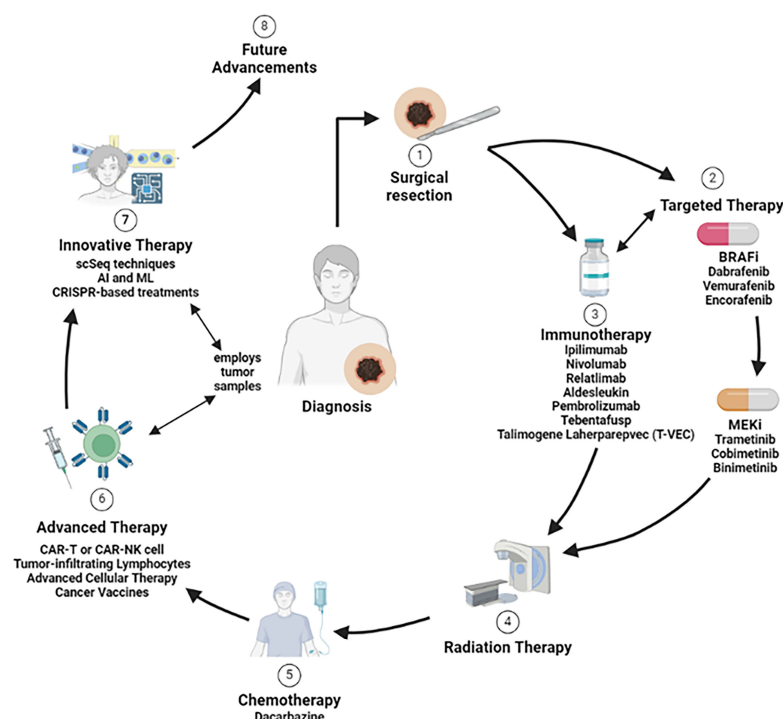 8
Future
Advancements
1
Surgical
resection
2
Targeted Therapy
BRAFi
Dabrafenib
Vemurafenib
Encorafenib
MEKi
Trametinib
Cobimetinib
Binimetinib
3
Immunotherapy
Ipilimumab
Nivolumab
Relatlimab
Aldesleukin
Pembrolizumab
Tebentafusp
Talimogene Laherparepvec (T-VEC)
4
Radiation Therapy
5
Chemotherapy
Dacarbazine
6
Advanced Therapy
CAR-T or CAR-NK cell
Tumor-infiltrating Lymphocytes
Advanced Cellular Therapy
Cancer Vaccines
7
Innovative Therapy
scSeq techniques
AI and ML
CRISPR-based treatments
employs
tumor
samples
Diagnosis